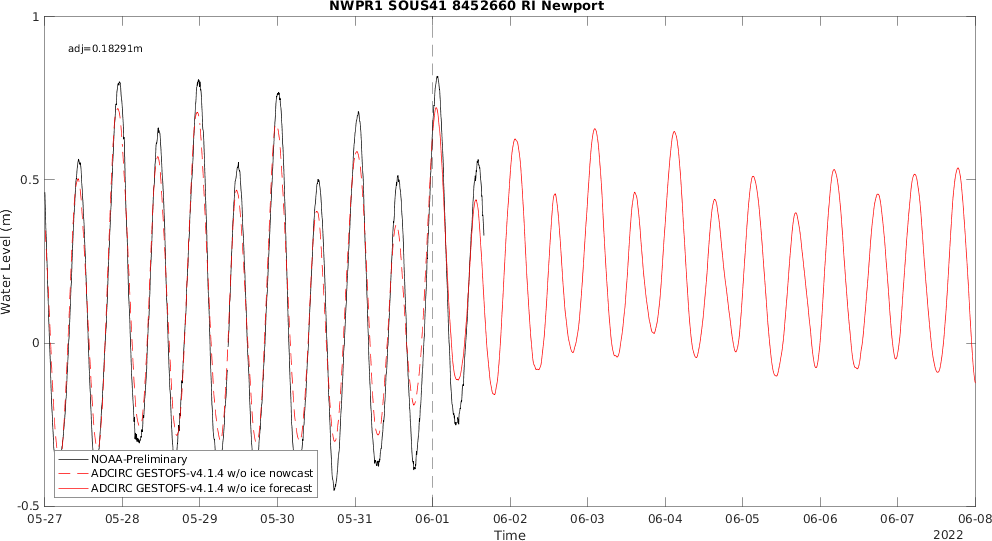 NWPR1 SOUS41 8452660 RI Newport
1
adj=0.18291m
0.5
Water Level (m)
0
NOAA-Preliminary
ADCIRC GESTOFS-v4.1.4 w/o ice nowcast
ADCIRC GESTOFS-v4.1.4 w/o ice forecast
-0.5
05-27 05-28 05-29 05-30 05-31 06-01 06-02 06-03 06-04 06-05 06-06 06-07 06-08
Time
2022